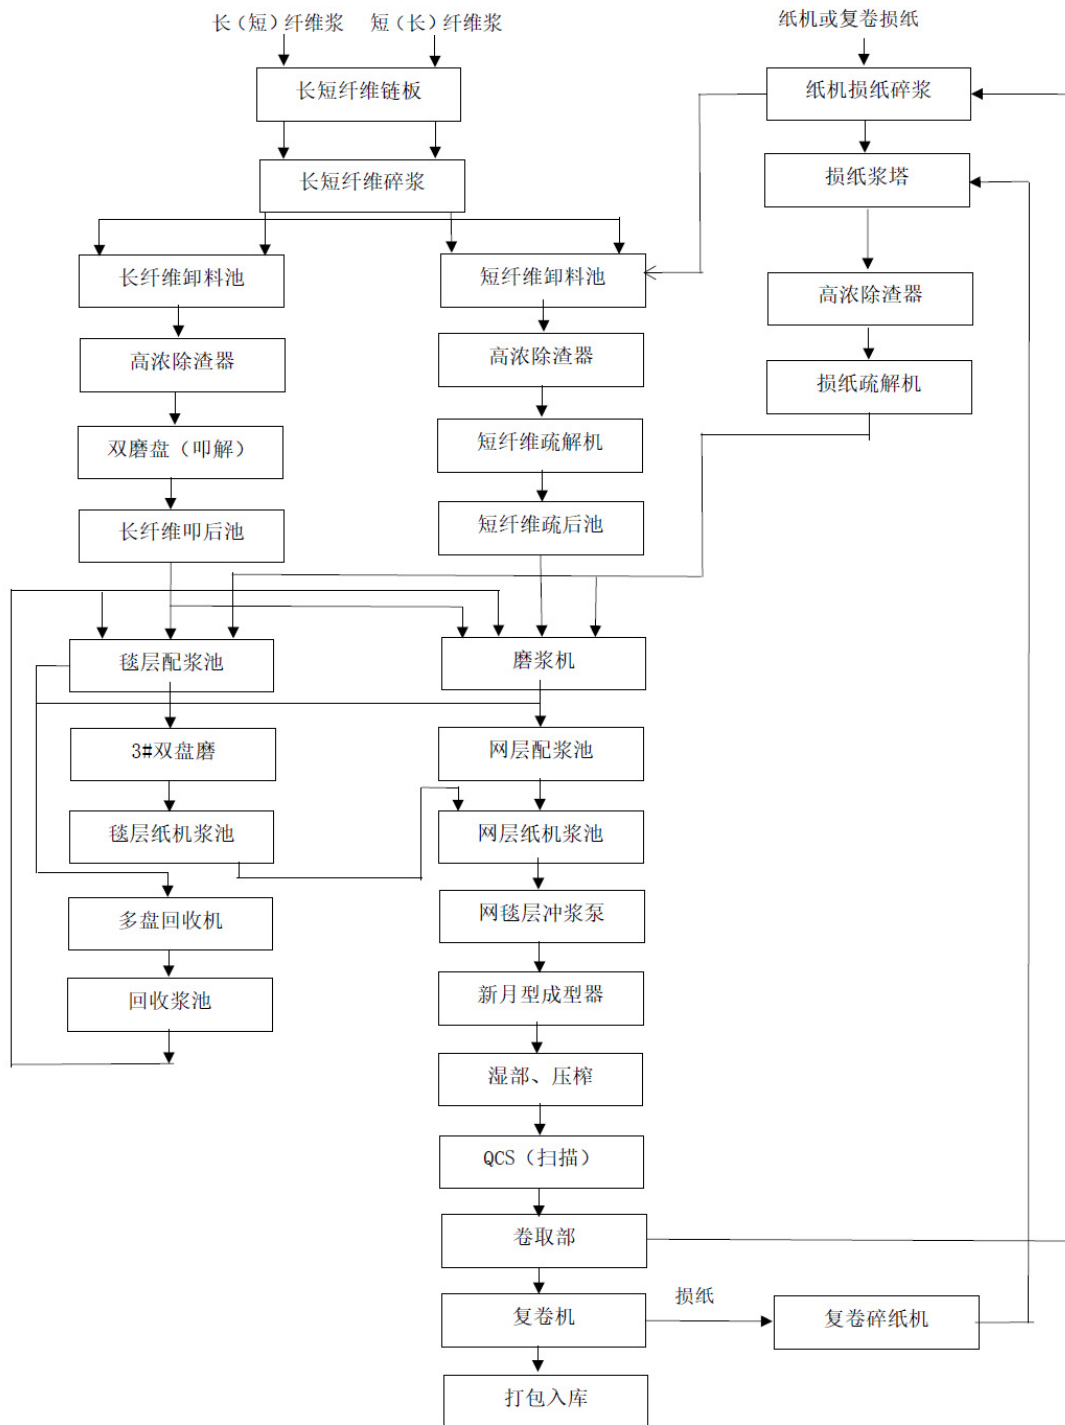 长（短）纤维浆 短（长）纤维浆 纸机或复卷损纸
长短纤维链板 纸机损纸碎浆
长短纤维碎浆 损纸浆塔
长纤维卸料池 短纤维卸料池 高浓除渣器
高浓除渣器 高浓除渣器 损纸疏解机
双磨盘（叩解） 短纤维疏解机
长纤维叩后池 短纤维疏后池
毯层配浆池 磨浆机
3#双盘磨 网层配浆池
毯层纸机浆池 网层纸机浆池
多盘回收机 网毯层冲浆泵
回收浆池 新月型成型器
湿部、压榨
QCS（扫描）
卷取部
复卷机 损纸 复卷碎纸机
打包入库